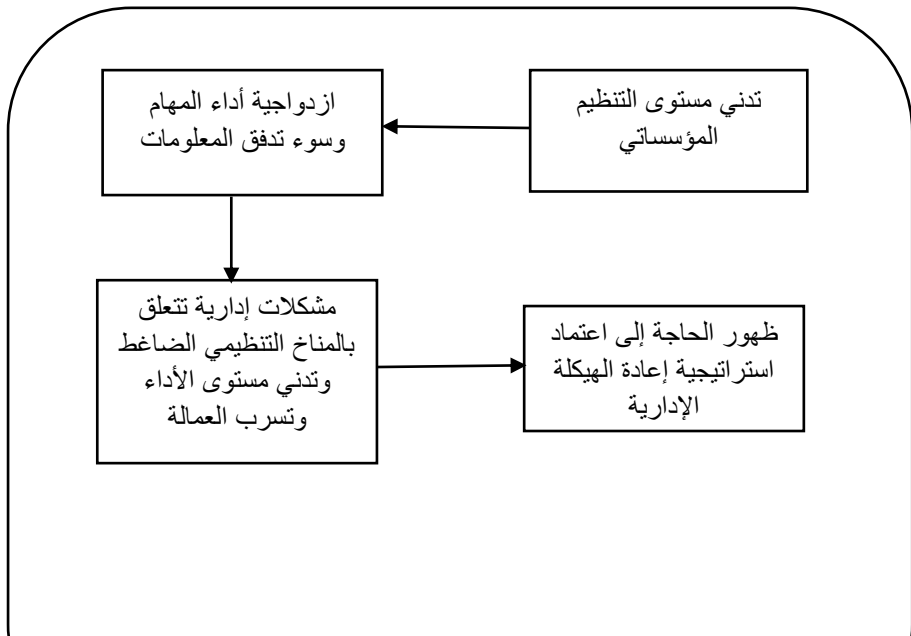 تدني مستوى التنظيم
المؤسساتي
ازدواجية أداء المهام
وسوء تدفق المعلومات
مشكلات إدارية تتعلق
بالمناخ التنظيمي الضاغط
وتدني مستوى الأداء
وتسرب العمالة
ظهور الحاجة إلى اعتماد
استراتيجية إعادة الهيكلة
الإدارية